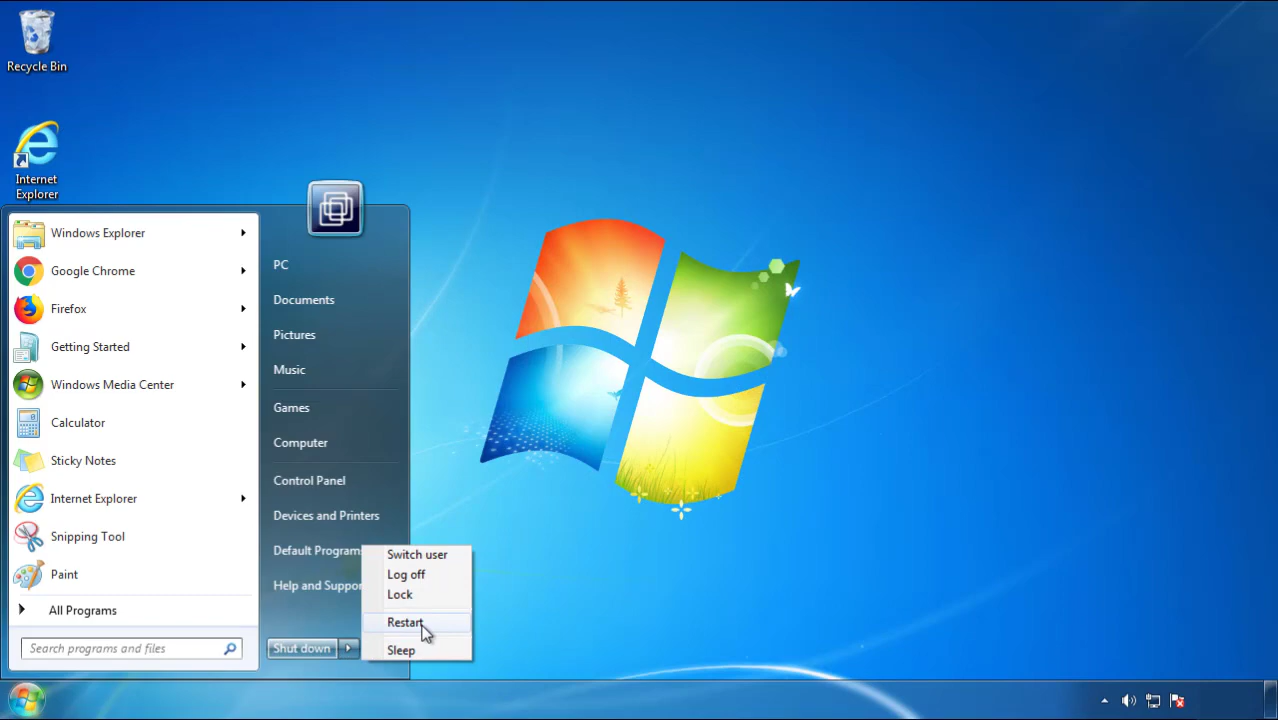 Recycle Bin
Internet
Explorer
Windows Explorer
Google Chrome
Firefox
Getting Started
Windows Media Center
Calculator
Sticky Notes
Internet Explorer
Snipping Tool
Paint
All Programs
Search programs and files
PC
Documents
Pictures
Music
Games
Computer
Control Panel
Devices and Printers
Default Program
Help and Suppor
Shut down
Switch user
Log off
Lock
Restart
Sleep